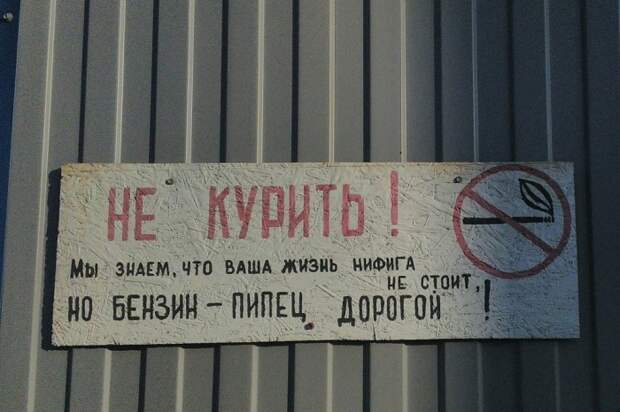 НЕ КУРИТЬ!
Мы знаем, что ваша жизнь нифига
не стоит,
но бензин – пипец дорогой!